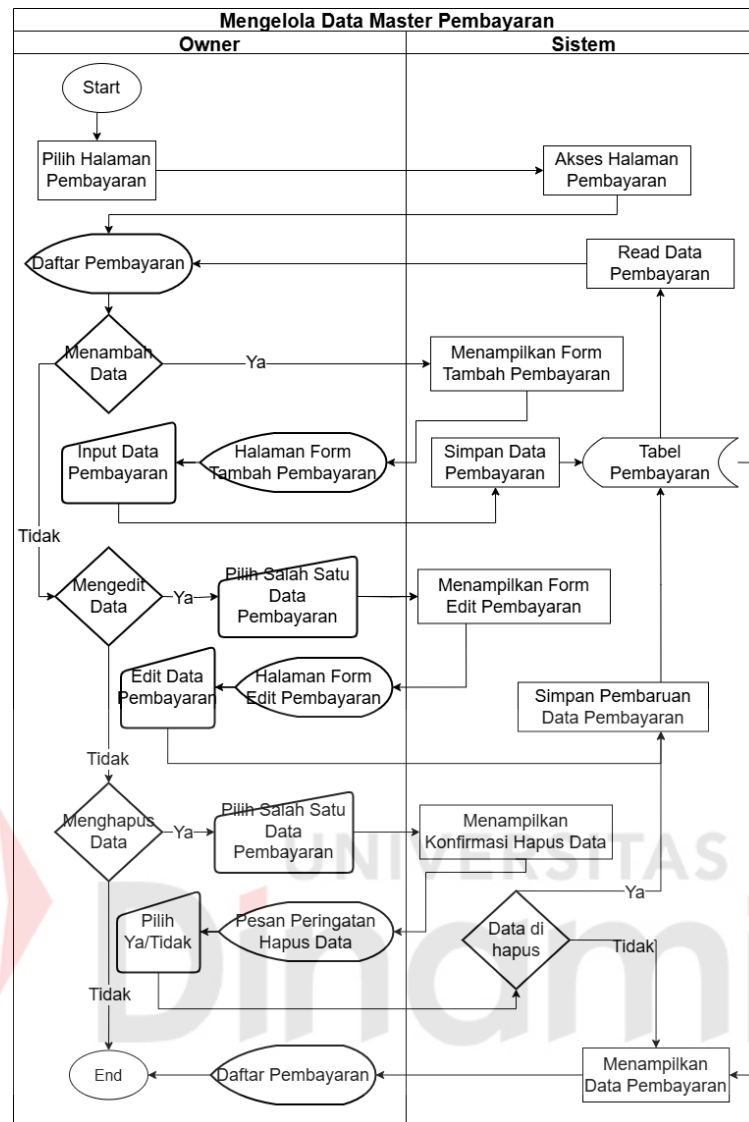 Mengelola Data Master Pembayaran
Owner
Sistem
Start
Pilih Halaman
Pembayaran
Akses Halaman
Pembayaran
Daftar Pembayaran
Read Data
Pembayaran
Menambah
Data
Ya
Menampilkan Form
Tambah Pembayaran
Input Data
Pembayaran
Halaman Form
Tambah Pembayaran
Simpan Data
Pembayaran
Tabel
Pembayaran
Tidak
Mengedit
Data
Ya
Pilih Salah Satu
Data
Pembayaran
Menampilkan Form
Edit Pembayaran
Edit Data
Pembayaran
Halaman Form
Edit Pembayaran
Simpan Pembaruan
Data Pembayaran
Tidak
Menghapus
Data
Ya
Pilih Salah Satu
Data
Pembayaran
Menampilkan
Konfirmasi Hapus Data
UNIVERSITAS
Dinami
Ya
Pilih
Ya/Tidak
Pesan Peringatan
Hapus Data
Data di
hapus
Tidak
Tidak
End
Daftar Pembayaran
Menampilkan
Data Pembayaran